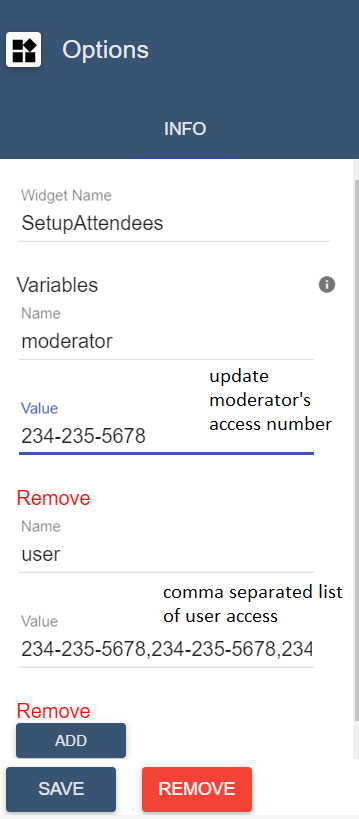 Options
INFO
Widget Name
SetupAttendees
Variables
Name
moderator
update
moderator's
access number
Value
234-235-5678
Remove
Name
user
comma separated list
of user access
Value
234-235-5678,234-235-5678,234
Remove
ADD
SAVE
REMOVE